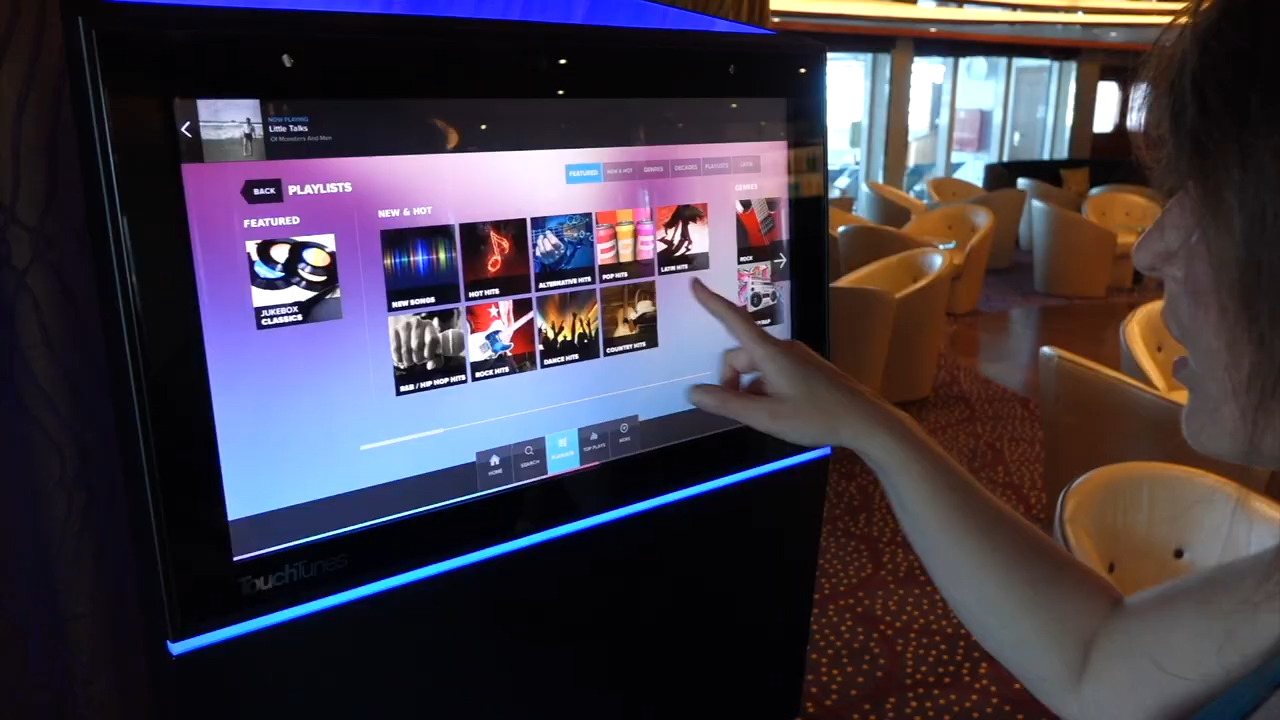 NOW PLAYING
Little Talks
Of Monsters And Men
FEATURED
NEW & HOT
GENRES
DECADES
PLAYLISTS
LATIN
BACK
PLAYLISTS
FEATURED
NEW & HOT
GENRES
JUKEBOX
CLASSICS
NEW SONGS
HOT HITS
ALTERNATIVE HITS
POP HITS
LATIN HITS
ROCK
R&B / HIP HOP HITS
ROCK HITS
DANCE HITS
COUNTRY HITS
HOME
SEARCH
PLAYLISTS
TOP PLAYS
MORE
TouchTunes